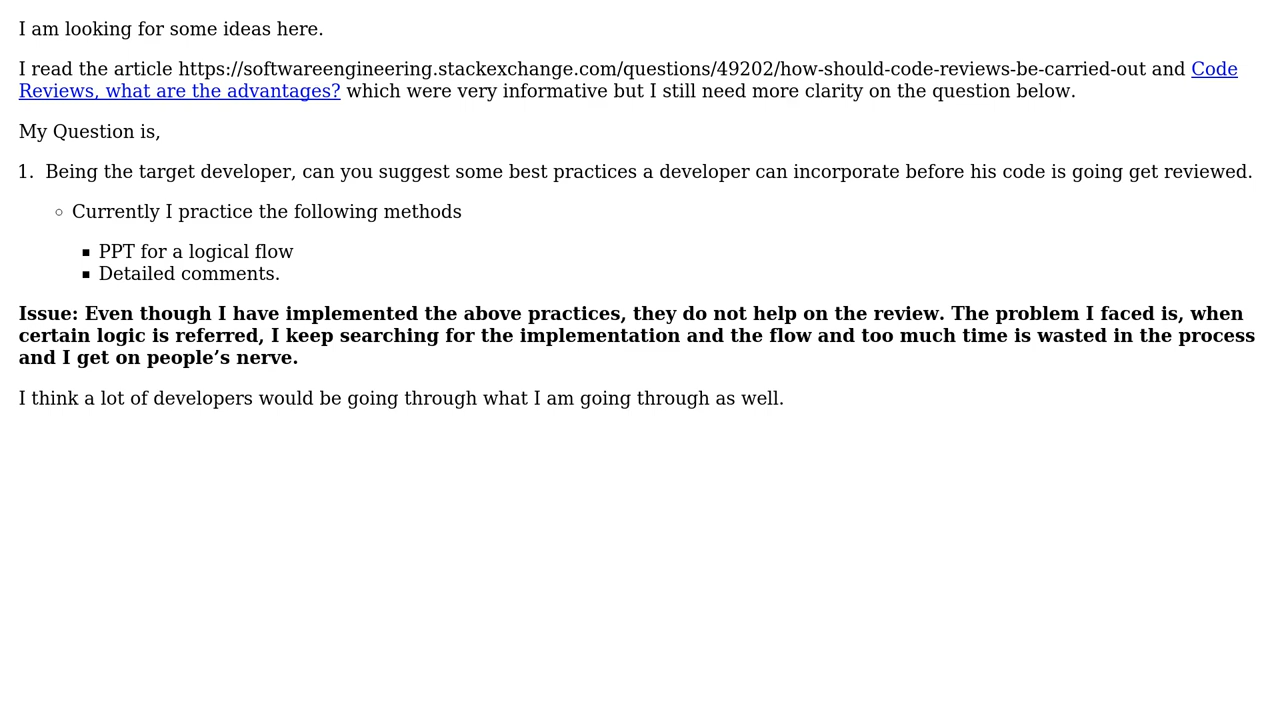 I am looking for some ideas here.
I read the article https://softwareengineering.stackexchange.com/questions/49202/how-should-code-reviews-be-carried-out and Code
Reviews, what are the advantages? which were very informative but I still need more clarity on the question below.
My Question is,
1. Being the target developer, can you suggest some best practices a developer can incorporate before his code is going get reviewed.
◦ Currently I practice the following methods
▪ PPT for a logical flow
▪ Detailed comments.
Issue: Even though I have implemented the above practices, they do not help on the review. The problem I faced is, when
certain logic is referred, I keep searching for the implementation and the flow and too much time is wasted in the process
and I get on people’s nerve.
I think a lot of developers would be going through what I am going through as well.